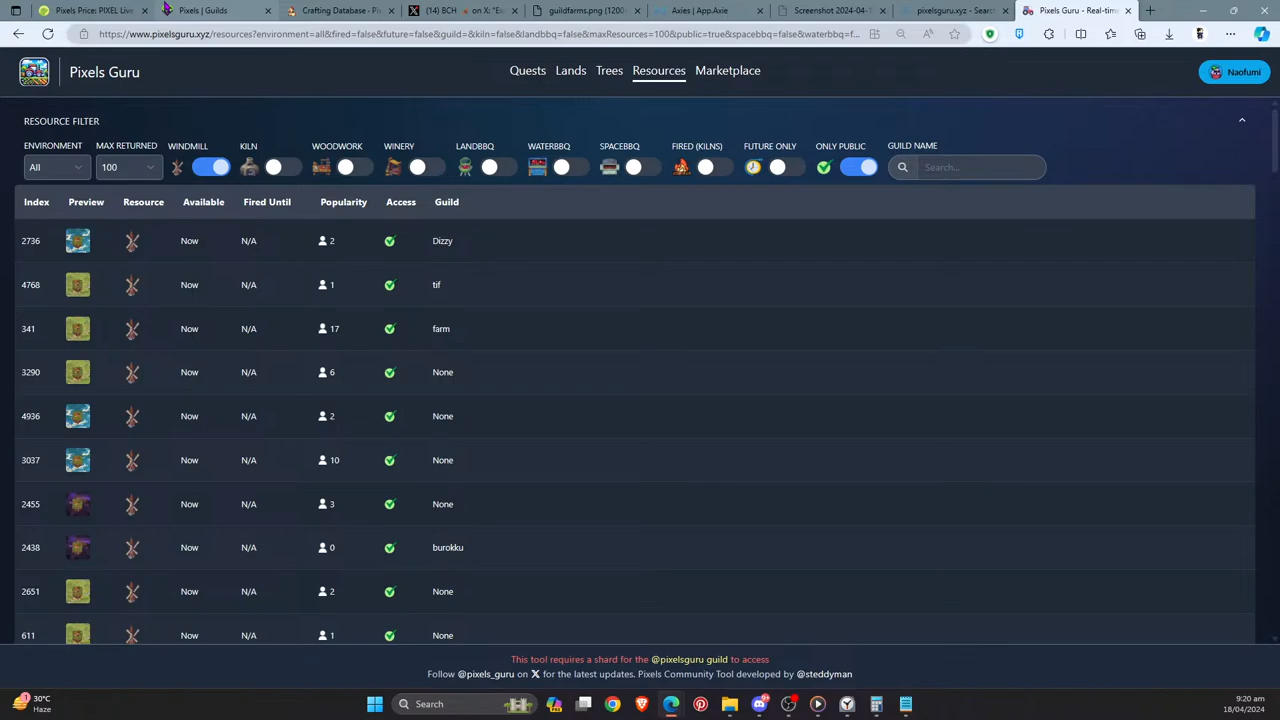 Pixels Price: PIXEL Live
Pixels | Guilds
Crafting Database - Pi
(14) BCH on X: "Es
guildfarms.png (1200×
Axies | App.Axie
Screenshot 2024-04-1
pixelsguru.xyz - Searc
Pixels Guru - Real-time
https://www.pixelsguru.xyz/resources?environment=all&fired=false&future=false&guild=&kiln=false&landbbq=false&maxResources=100&public=true&spacebbq=false&waterbbq=f...
Pixels Guru
Quests Lands Trees Resources Marketplace
Naofumi
RESOURCE FILTER
ENVIRONMENT MAX RETURNED WINDMILL KILN WOODWORK WINERY LANDBBQ WATERBBQ SPACEBBQ FIRED (KILNS) FUTURE ONLY ONLY PUBLIC GUILD NAME
All 100 Search...
Index Preview Resource Available Fired Until Popularity Access Guild
2736 Now N/A 2 Dizzy
4768 Now N/A 1 tif
341 Now N/A 17 farm
3290 Now N/A 6 None
4936 Now N/A 2 None
3037 Now N/A 10 None
2455 Now N/A 3 None
2438 Now N/A 0 burokku
2651 Now N/A 2 None
611 Now N/A 1 None
This tool requires a shard for the @pixelsguru guild to access
Follow @pixels_guru on X for the latest updates. Pixels Community Tool developed by @steddyman
30°C
Haze
Search
9:20 am
18/04/2024